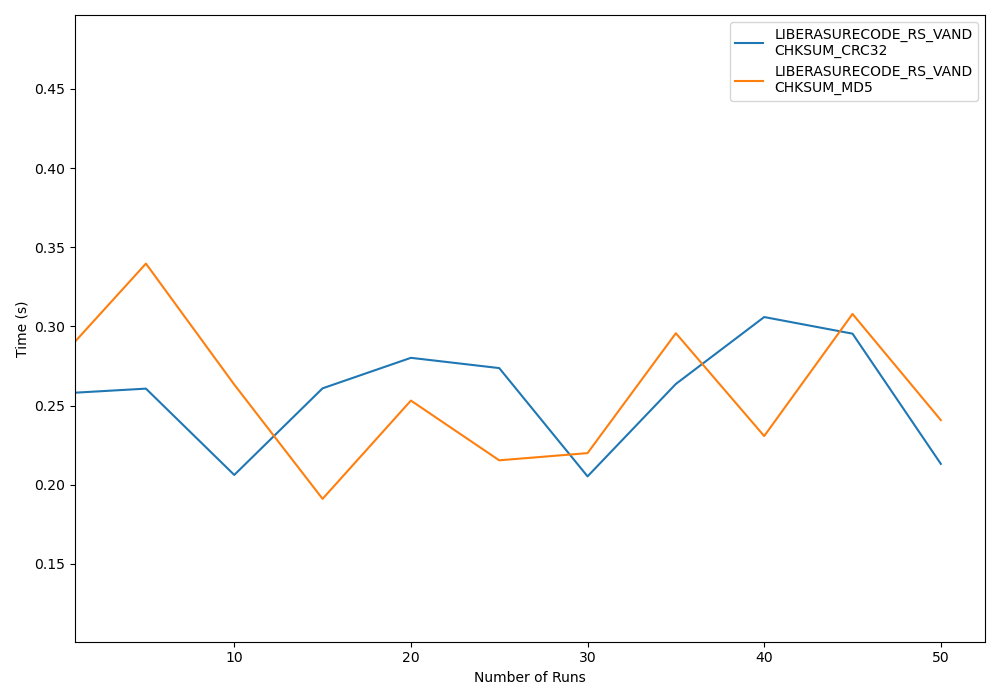 LIBERASURECODE_RS_VAND
CHKSUM_CRC32
LIBERASURECODE_RS_VAND
CHKSUM_MD5
0.45
0.40
0.35
0.30
0.25
0.20
0.15
Time (s)
10 20 30 40 50
Number of Runs